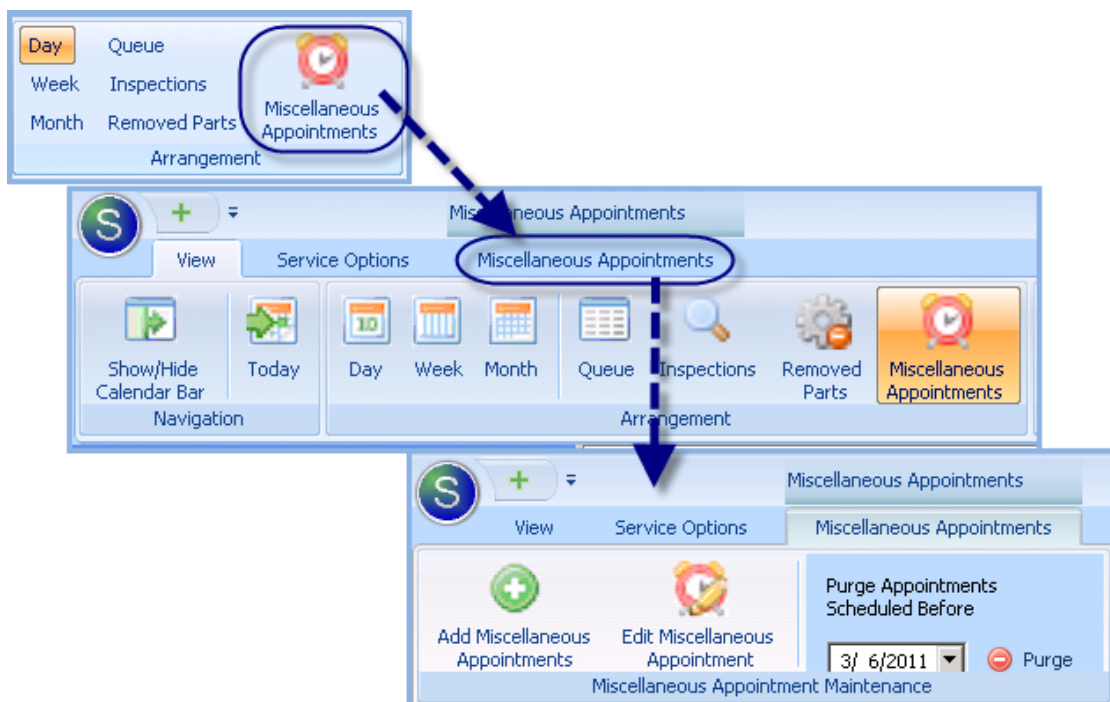 Day Queue
Week Inspections
Month Removed Parts
Miscellaneous
Appointments
Arrangement
S
Miscellaneous Appointments
View Service Options Miscellaneous Appointments
10
Show/Hide
Calendar Bar
Today Day Week Month Queue Inspections
Removed
Parts
Miscellaneous
Appointments
Navigation Arrangement
S
Miscellaneous Appointments
View Service Options Miscellaneous Appointments
Add Miscellaneous
Appointments
Edit Miscellaneous
Appointment
Purge Appointments
Scheduled Before
3/ 6/2011 Purge
Miscellaneous Appointment Maintenance